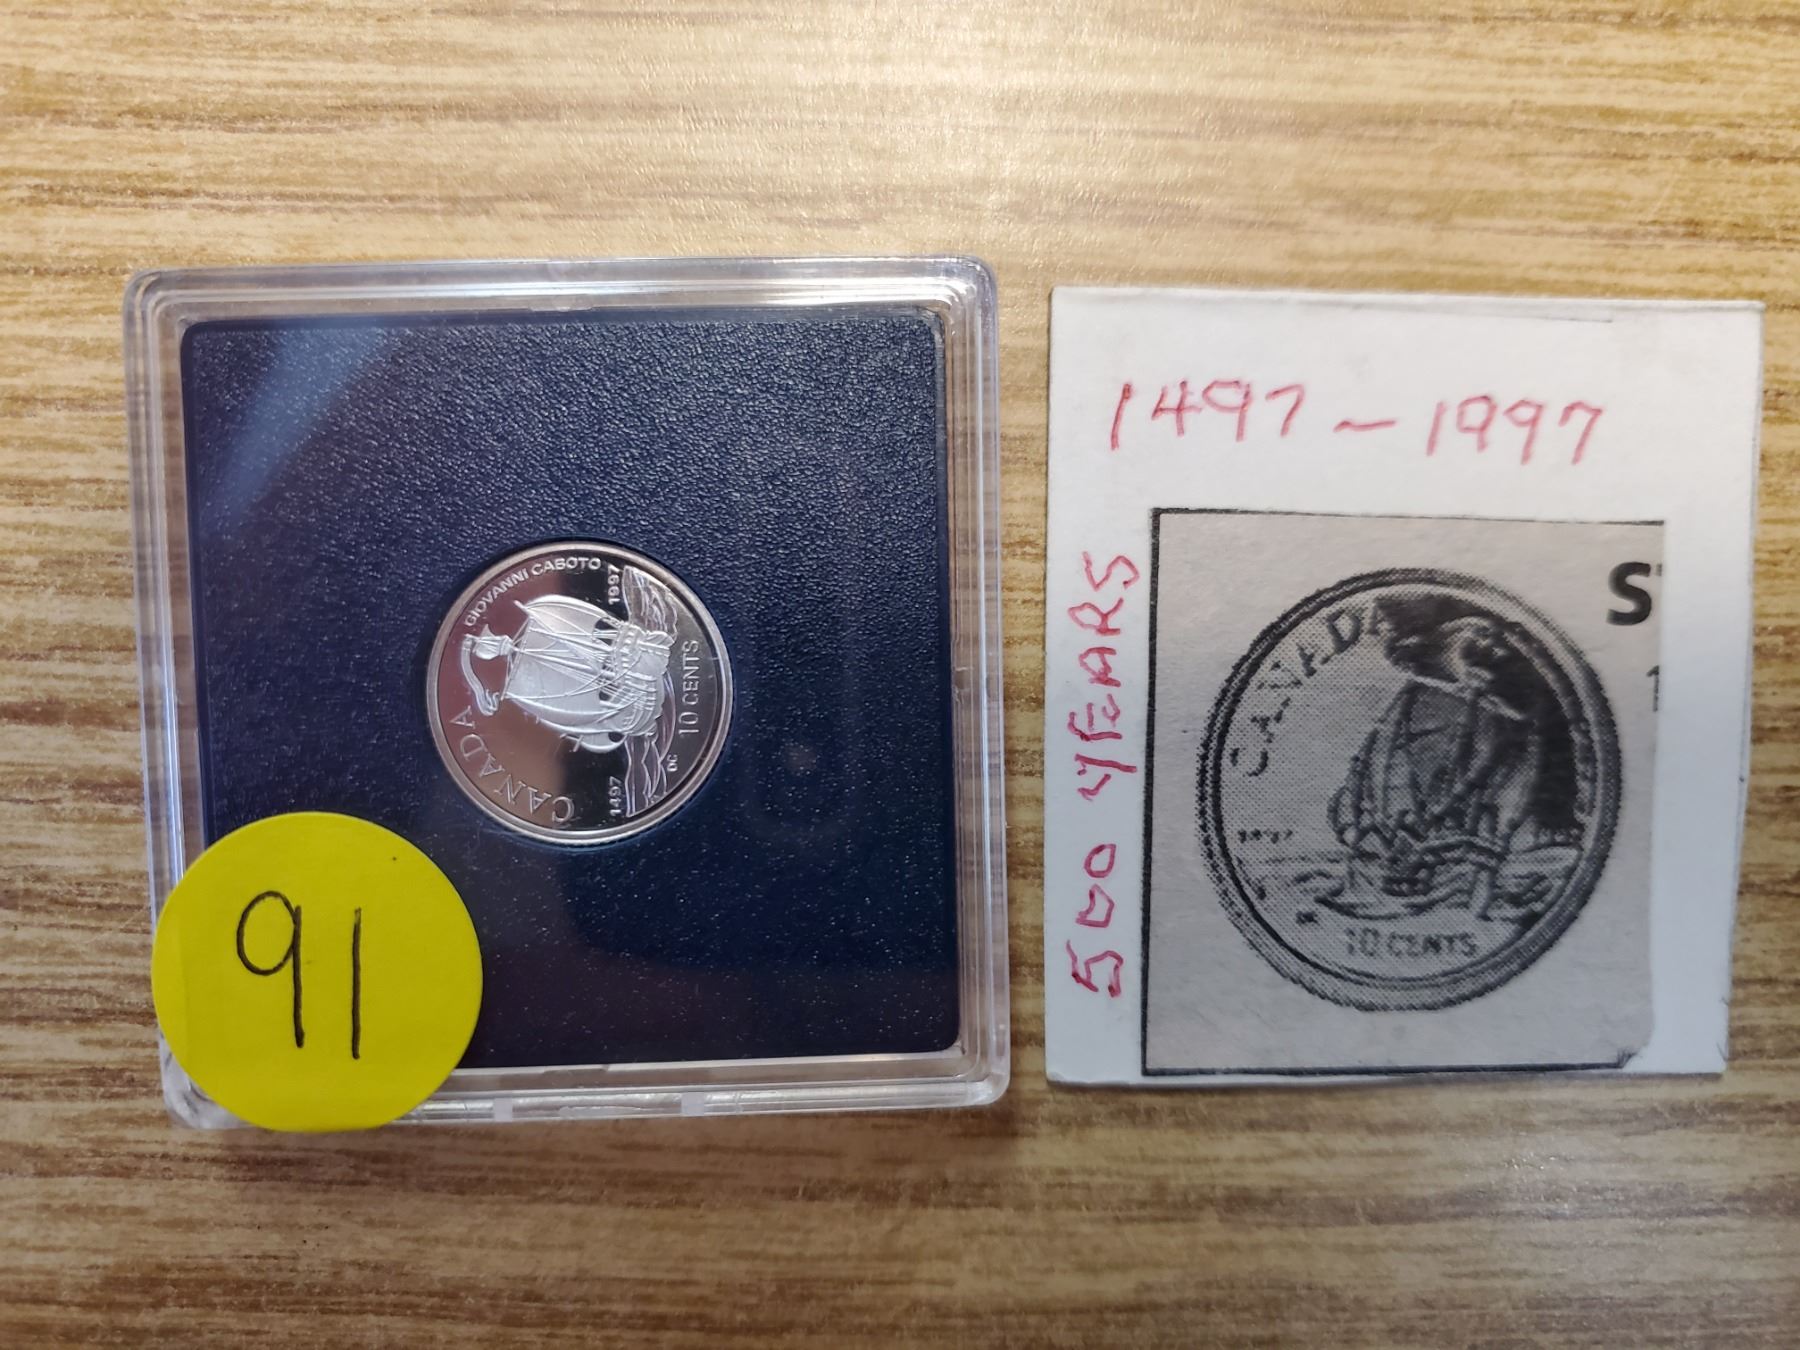 GIOVANNI CABOTO
CANADA
1497
1997
10 CENTS
DC
91
1497~1997
500 YEARS
CANADA
10 CENTS